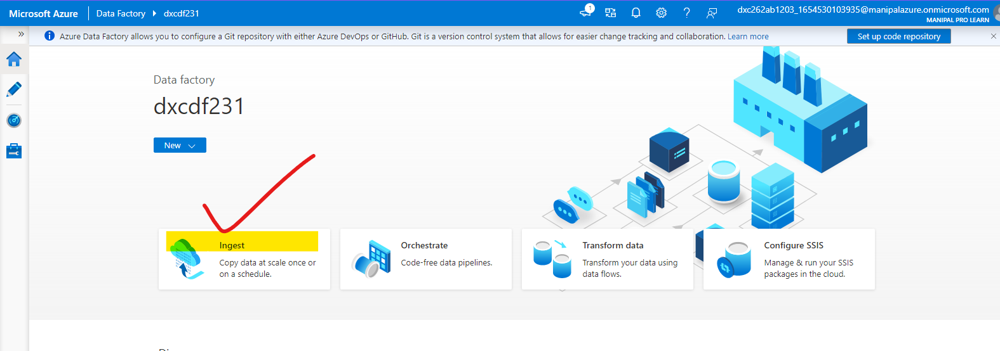 Microsoft Azure Data Factory dxcdf231
1
dxc262ab1203_1654530103935@manipalazure.onmicrosoft.com
MANIPAL PRO LEARN
Azure Data Factory allows you to configure a Git repository with either Azure DevOps or GitHub. Git is a version control system that allows for easier change tracking and collaboration. Learn more
Set up code repository
Data factory
dxcdf231
New
Ingest
Copy data at scale once or
on a schedule.
Orchestrate
Code-free data pipelines.
Transform data
Transform your data using
data flows.
Configure SSIS
Manage & run your SSIS
packages in the cloud.